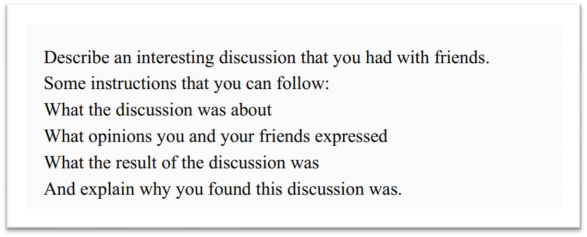 Describe an interesting discussion that you had with friends.
Some instructions that you can follow:
What the discussion was about
What opinions you and your friends expressed
What the result of the discussion was
And explain why you found this discussion was.